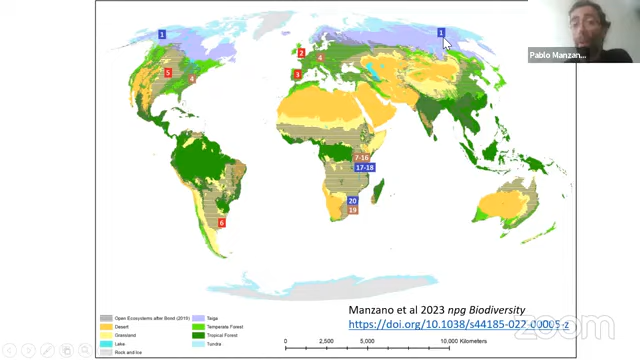 1
1
Pablo Manzan...
2
4
5
4
3
7-16
17-18
20
19
6
Manzano et al 2023 npg Biodiversity
https://doi.org/10.1038/s44185-022-00005-z
zoom
Open Ecosystems after Bond (2019)
Desert
Grassland
Lake
Rock and Ice
Taiga
Temperate Forest
Tropical Forest
Tundra
0 2,500 5,000 10,000 Kilometers